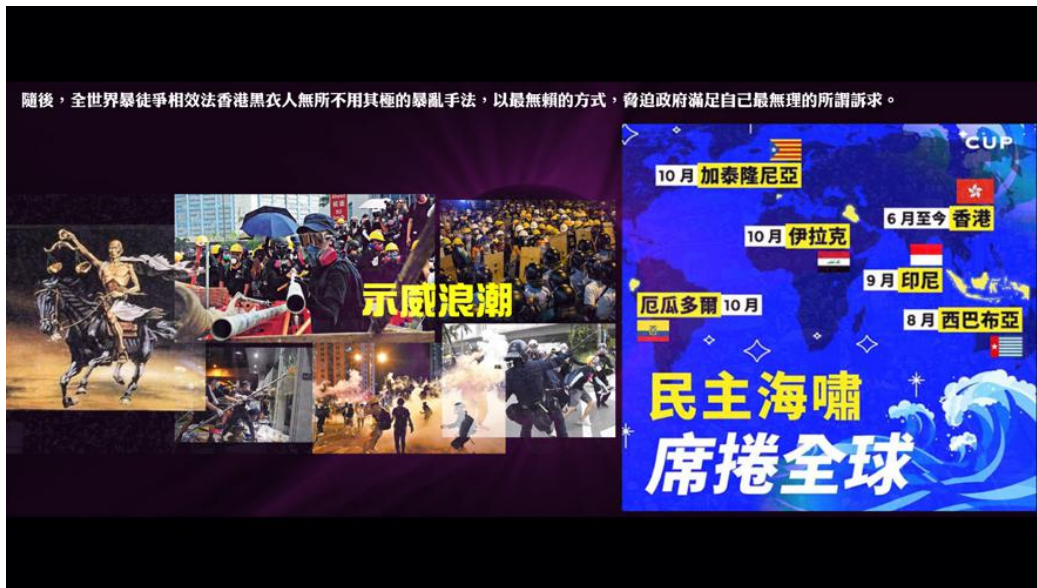 隨後，全世界暴徒爭相效法香港黑衣人無所不用其極的暴亂手法，以最無賴的方式，脅迫政府滿足自己最無理的所謂訴求。
示威浪潮
CUP
10月 加泰隆尼亞
6月至今 香港
10月 伊拉克
9月 印尼
厄瓜多爾 10月
8月 西巴布亞
民主海嘯
席捲全球